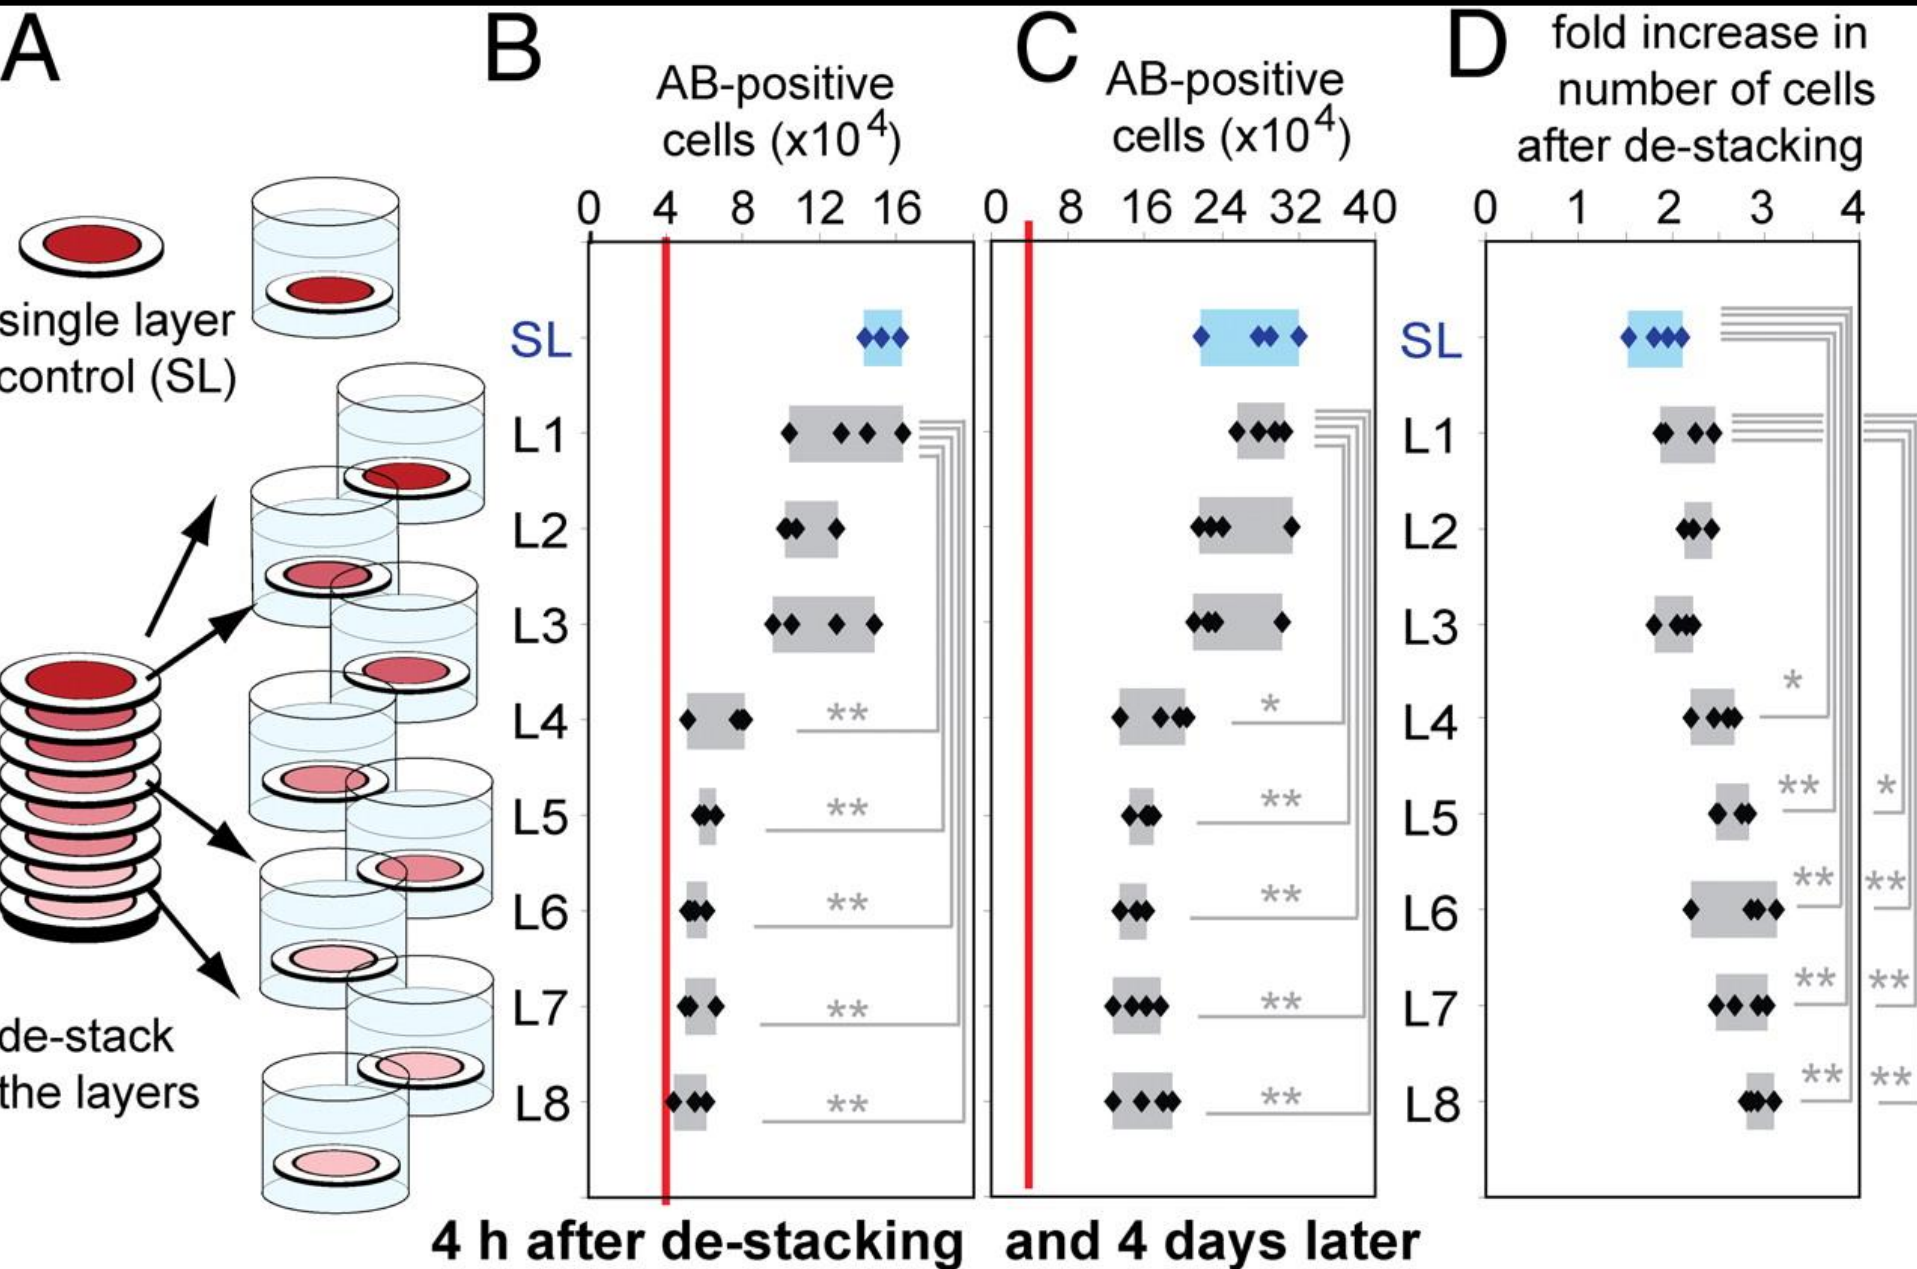 A
single layer
control (SL)
de-stack
the layers
B
AB-positive
cells (x10⁴)
0 4 8 12 16
SL
L1
L2
L3
L4 **
L5 **
L6 **
L7 **
L8 **
4 h after de-stacking
C
AB-positive
cells (x10⁴)
0 8 16 24 32 40
*
**
**
**
**
and 4 days later
D
fold increase in
number of cells
after de-stacking
0 1 2 3 4
SL
L1
L2
L3
L4 *
L5 ** *
L6 ** **
L7 ** **
L8 ** **